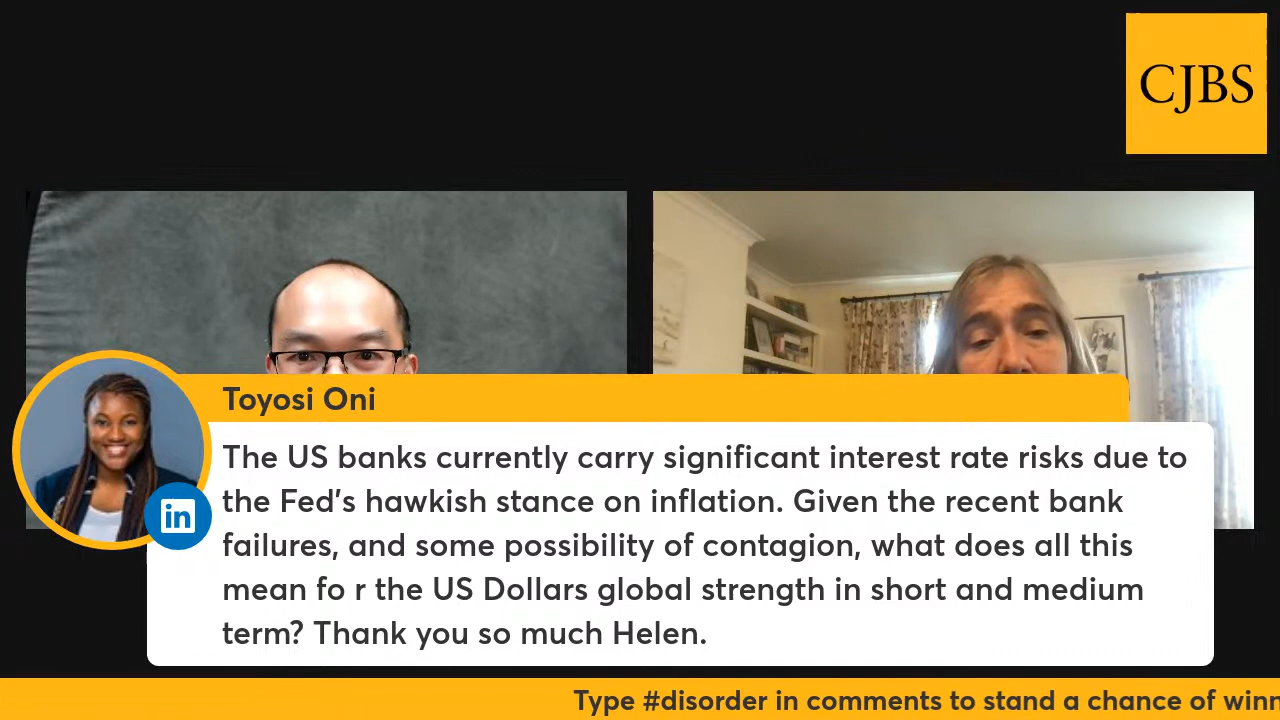 CJBS
Toyosi Oni
The US banks currently carry significant interest rate risks due to
the Fed's hawkish stance on inflation. Given the recent bank
failures, and some possibility of contagion, what does all this
mean fo r the US Dollars global strength in short and medium
term? Thank you so much Helen.
in
Type #disorder in comments to stand a chance of